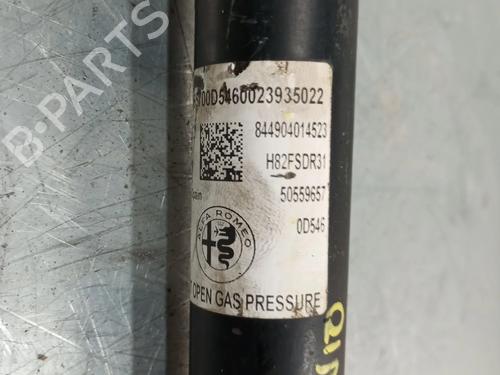 00D5460023935022
844904014523
H82FSDR31
50559657
0D546
ALFA ROMEO
OPEN GAS PRESSURE
B-PARTS